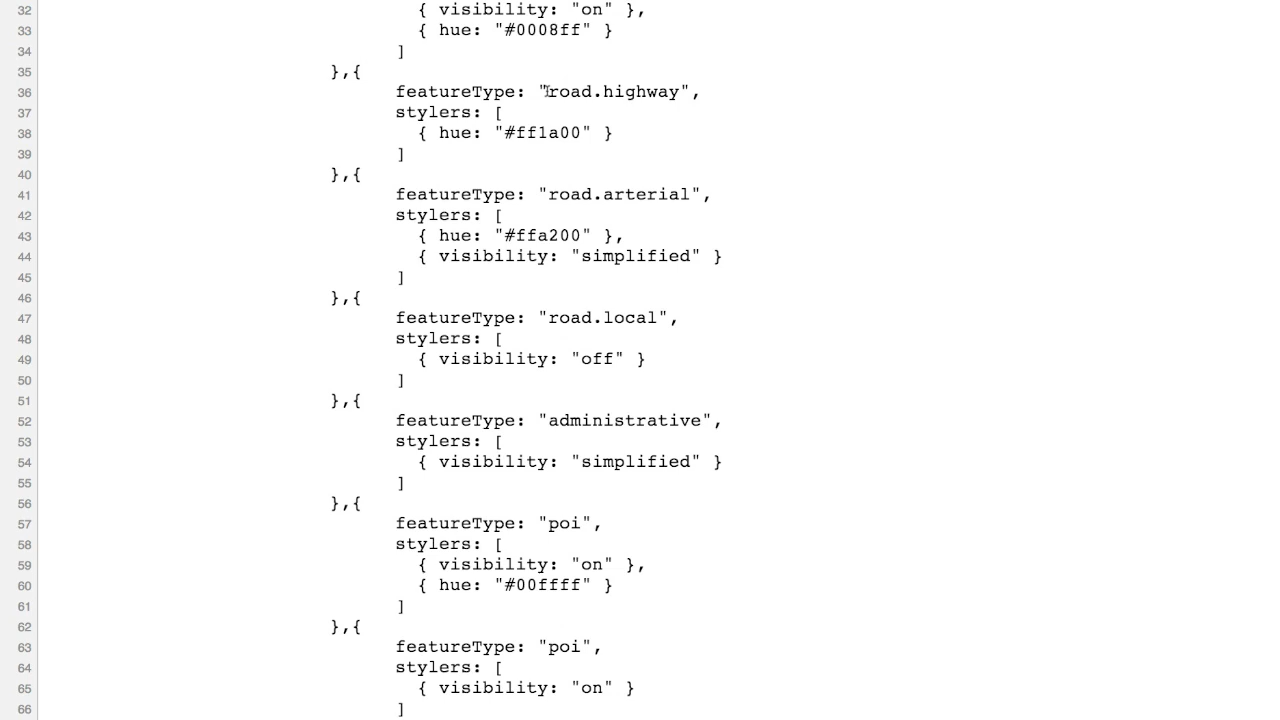 32 { visibility: "on" },
33 { hue: "#0008ff" }
34 ]
35 },{
36 featureType: "road.highway",
37 stylers: [
38 { hue: "#ff1a00" }
39 ]
40 },{
41 featureType: "road.arterial",
42 stylers: [
43 { hue: "#ffa200" },
44 { visibility: "simplified" }
45 ]
46 },{
47 featureType: "road.local",
48 stylers: [
49 { visibility: "off" }
50 ]
51 },{
52 featureType: "administrative",
53 stylers: [
54 { visibility: "simplified" }
55 ]
56 },{
57 featureType: "poi",
58 stylers: [
59 { visibility: "on" },
60 { hue: "#00ffff" }
61 ]
62 },{
63 featureType: "poi",
64 stylers: [
65 { visibility: "on" }
66 ]